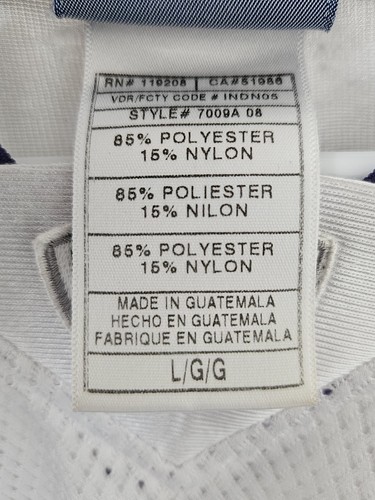 RN# 119208 CA#51986
VDR/FCTY CODE # INDN05
STYLE# 7009A 08
85% POLYESTER
15% NYLON
85% POLIESTER
15% NILON
85% POLYESTER
15% NYLON
MADE IN GUATEMALA
HECHO EN GUATEMALA
FABRIQUE EN GUATEMALA
L/G/G